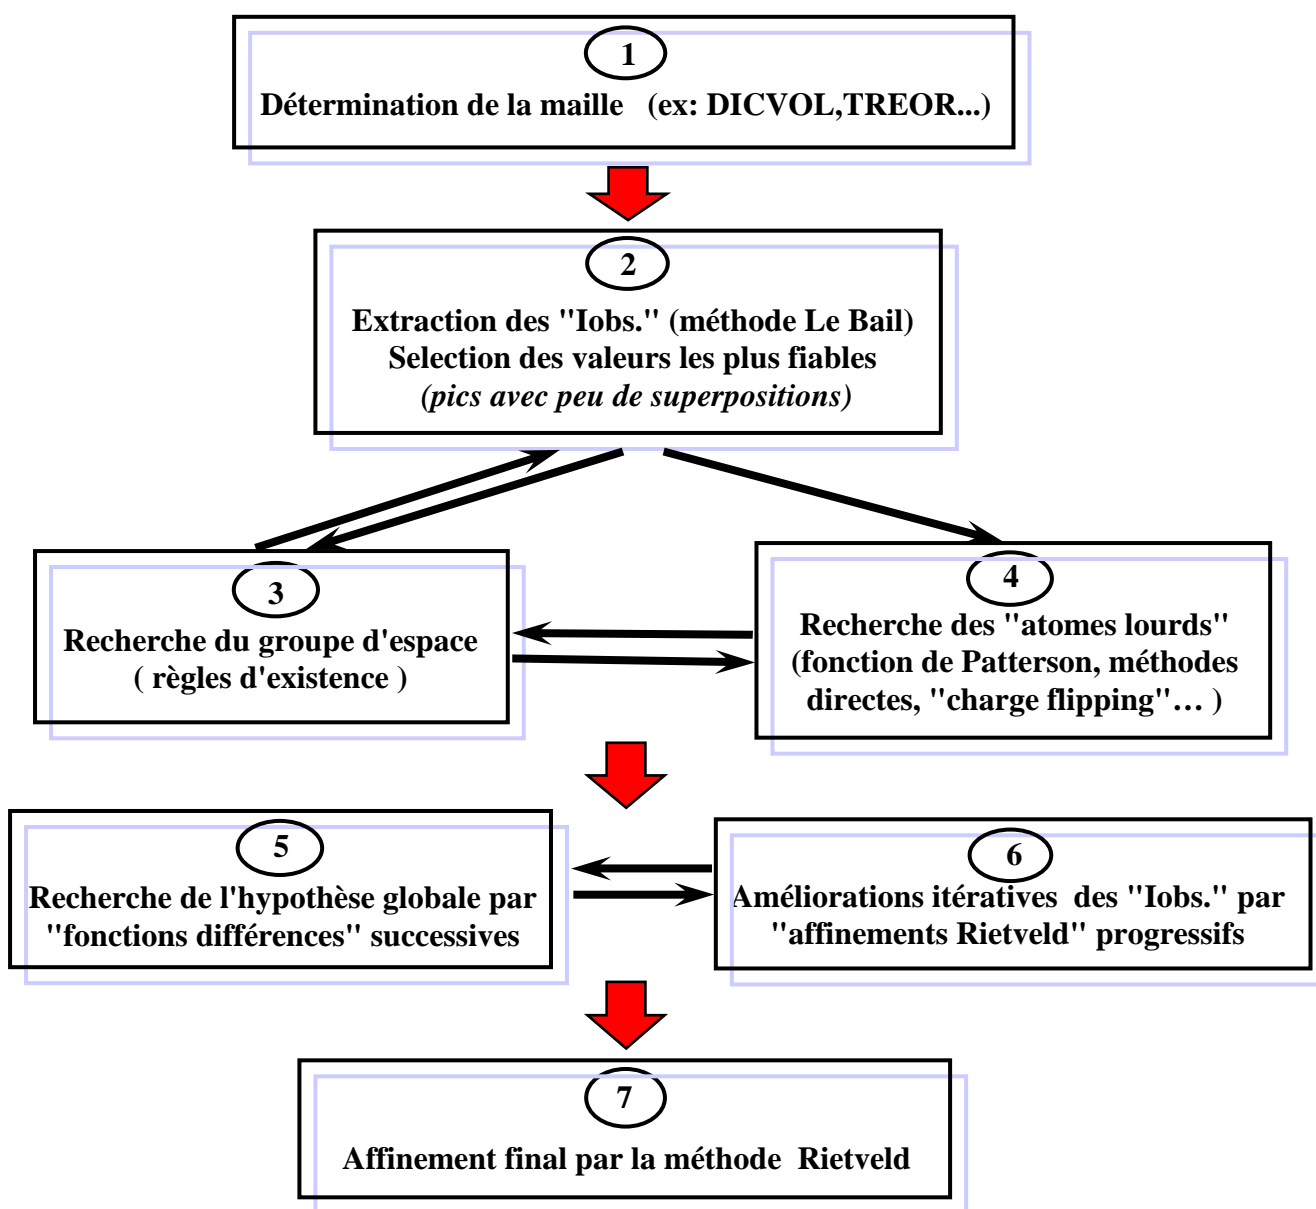 1
Détermination de la maille (ex: DICVOL,TREOR...)
2
Extraction des "Iobs." (méthode Le Bail)
Selection des valeurs les plus fiables
(pics avec peu de superpositions)
3
Recherche du groupe d'espace
( règles d'existence )
4
Recherche des "atomes lourds"
(fonction de Patterson, méthodes
directes, "charge flipping"… )
5
Recherche de l'hypothèse globale par
"fonctions différences" successives
6
Améliorations itératives des "Iobs." par
"affinements Rietveld" progressifs
7
Affinement final par la méthode Rietveld